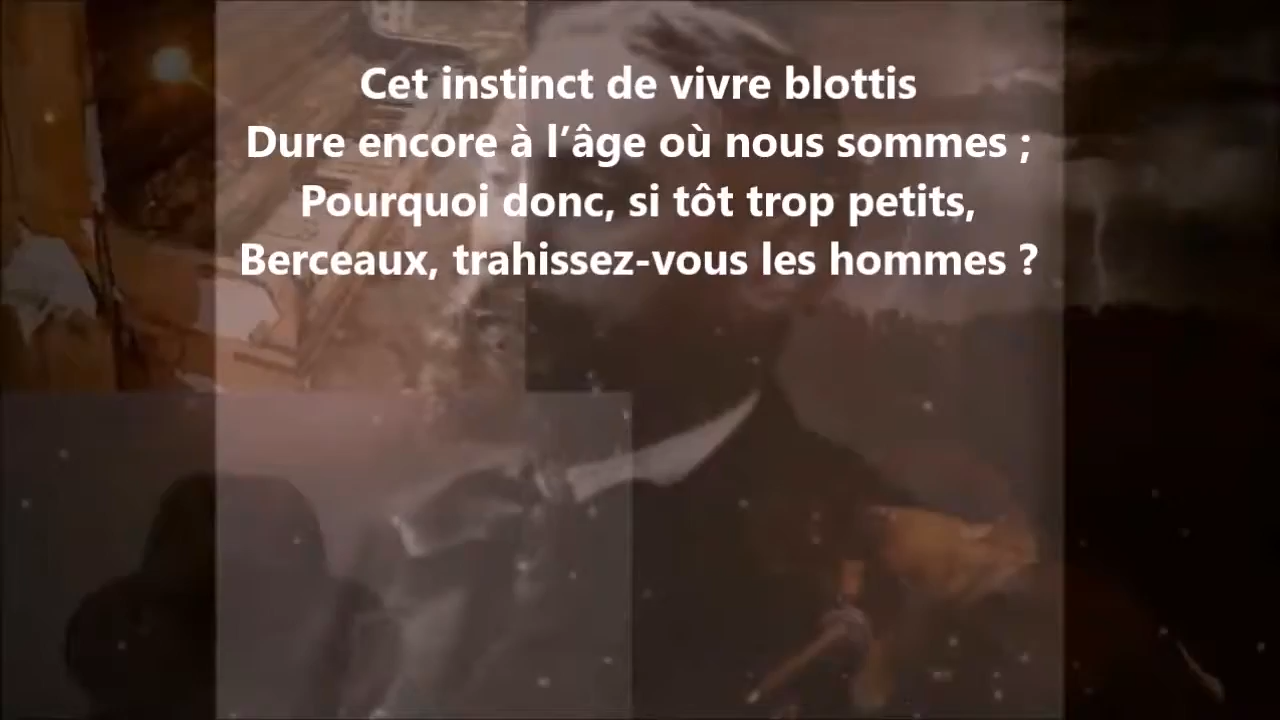 Cet instinct de vivre blottis
Dure encore à l’âge où nous sommes ;
Pourquoi donc, si tôt trop petits,
Berceaux, trahissez-vous les hommes ?